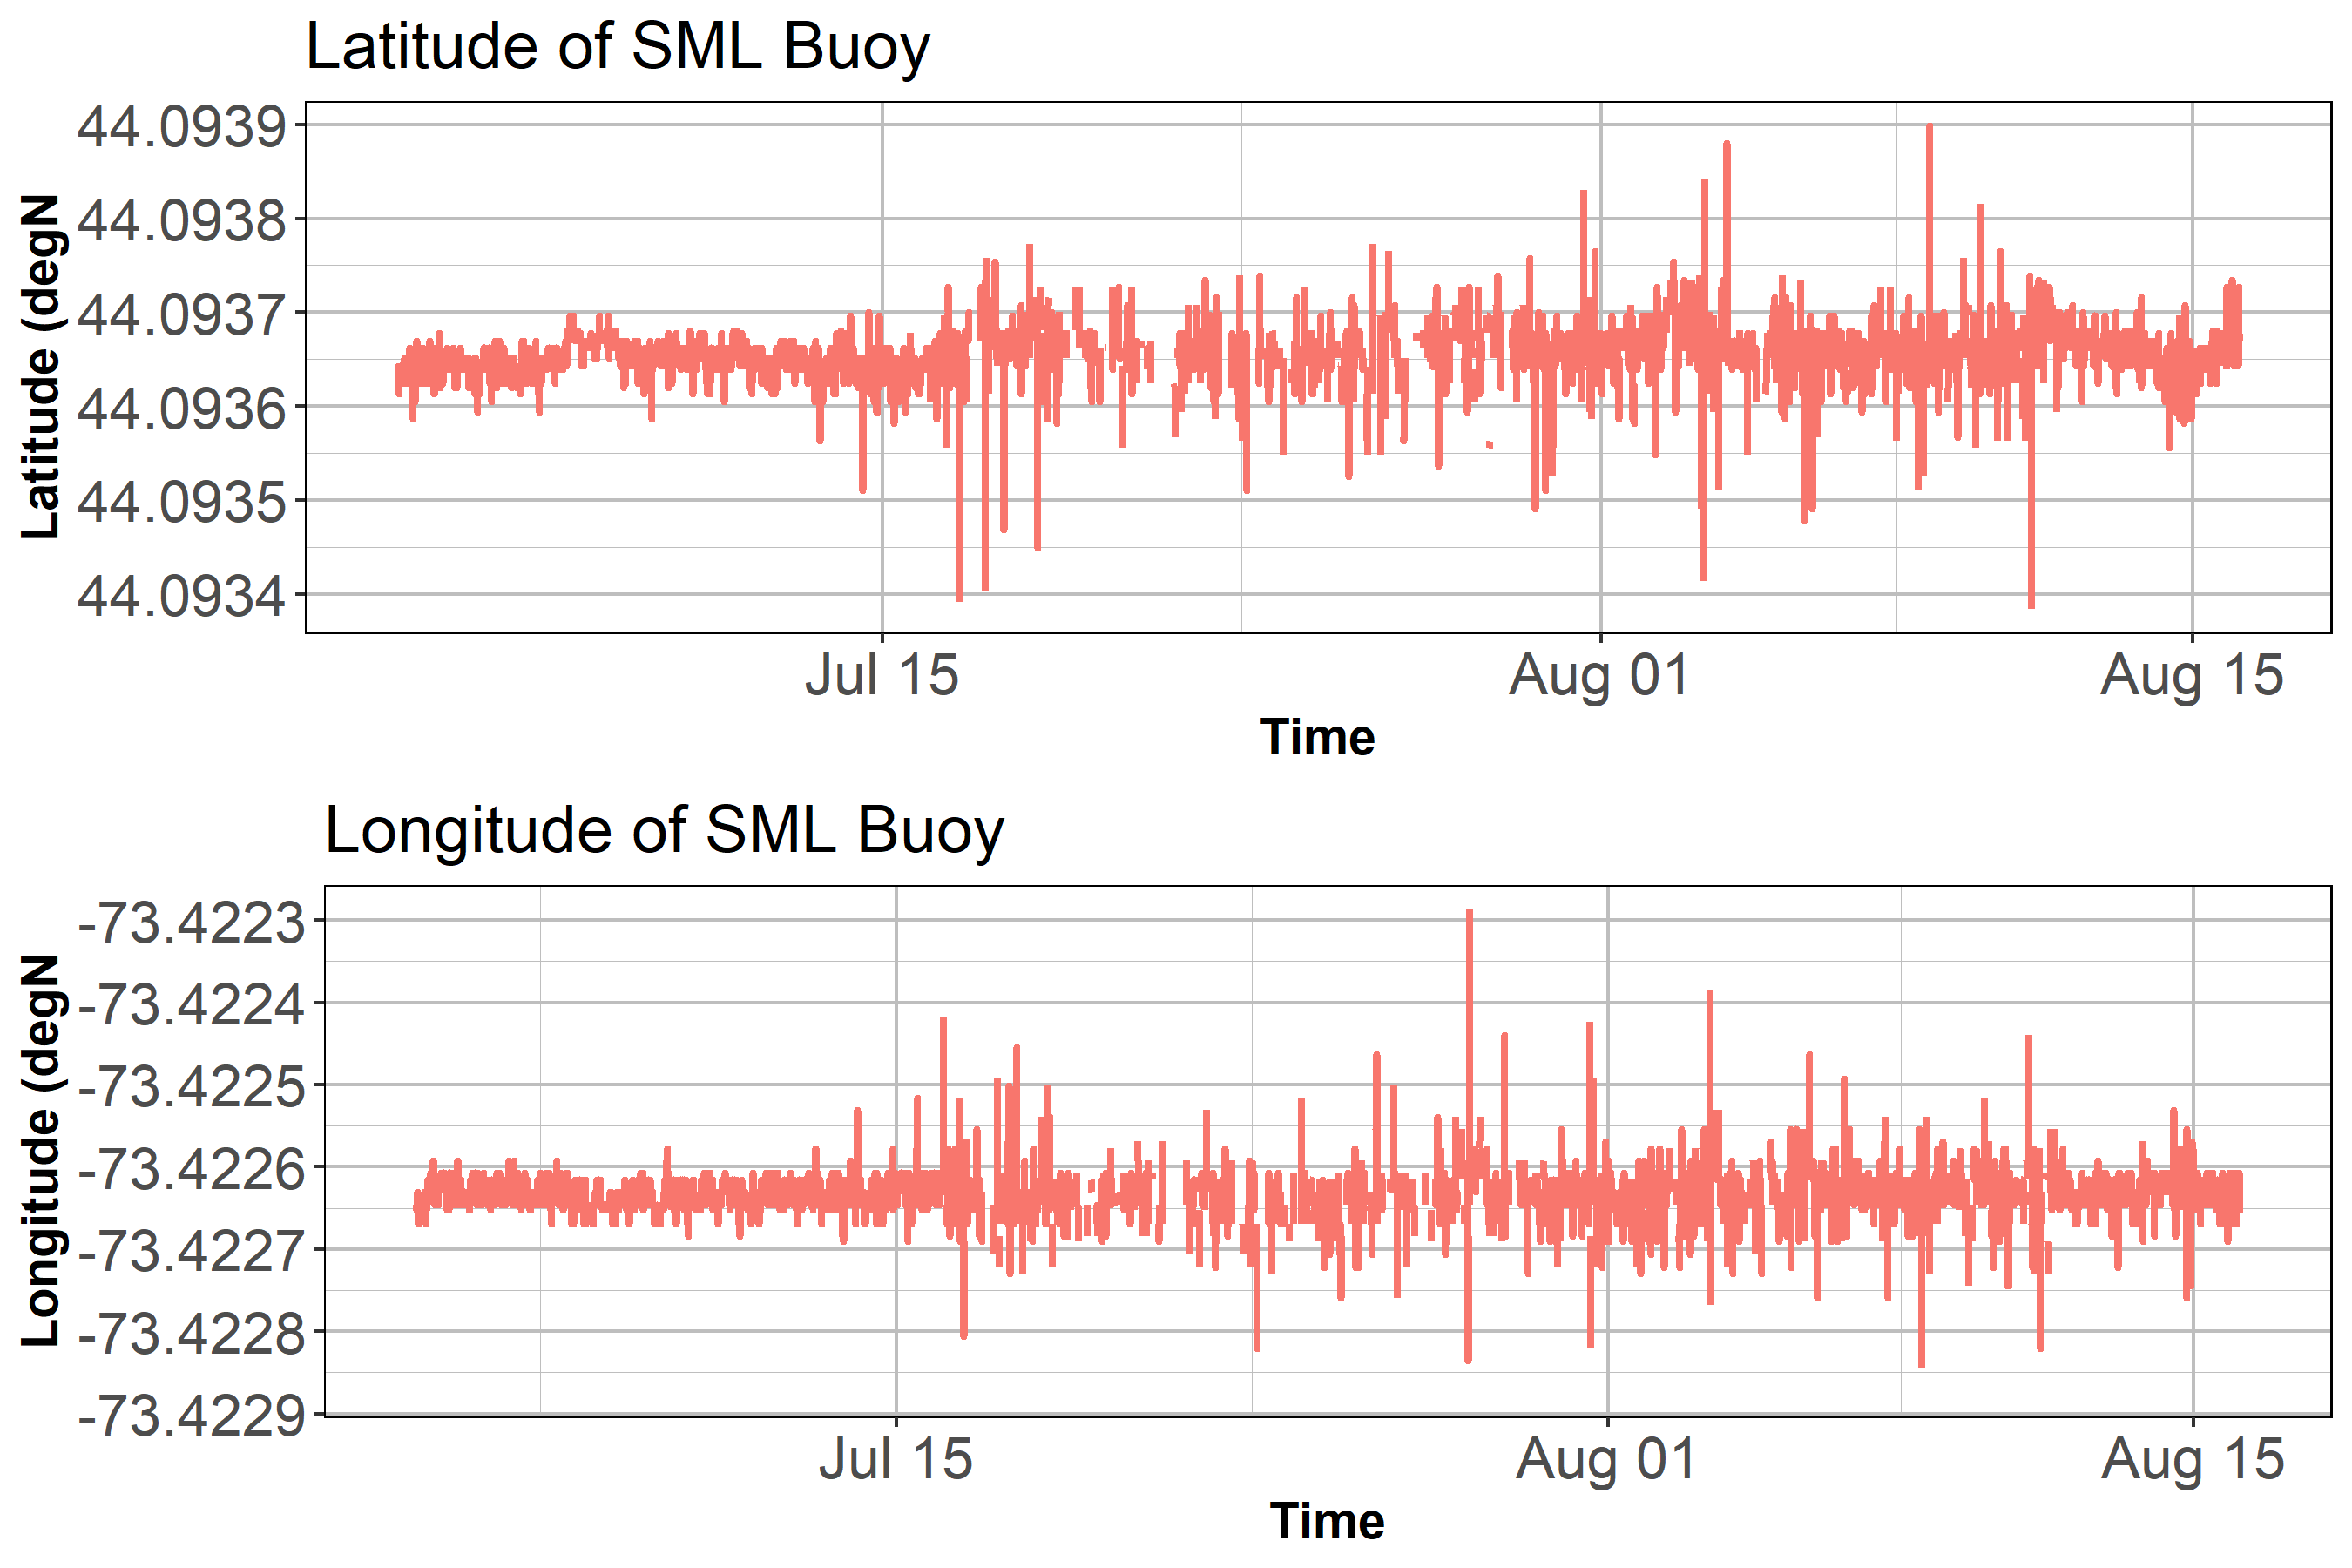 Latitude of SML Buoy
44.0939
44.0938
44.0937
44.0936
44.0935
44.0934
Latitude (degN
Jul 15 Aug 01 Aug 15
Time
Longitude of SML Buoy
-73.4223
-73.4224
-73.4225
-73.4226
-73.4227
-73.4228
-73.4229
Longitude (degN
Jul 15 Aug 01 Aug 15
Time